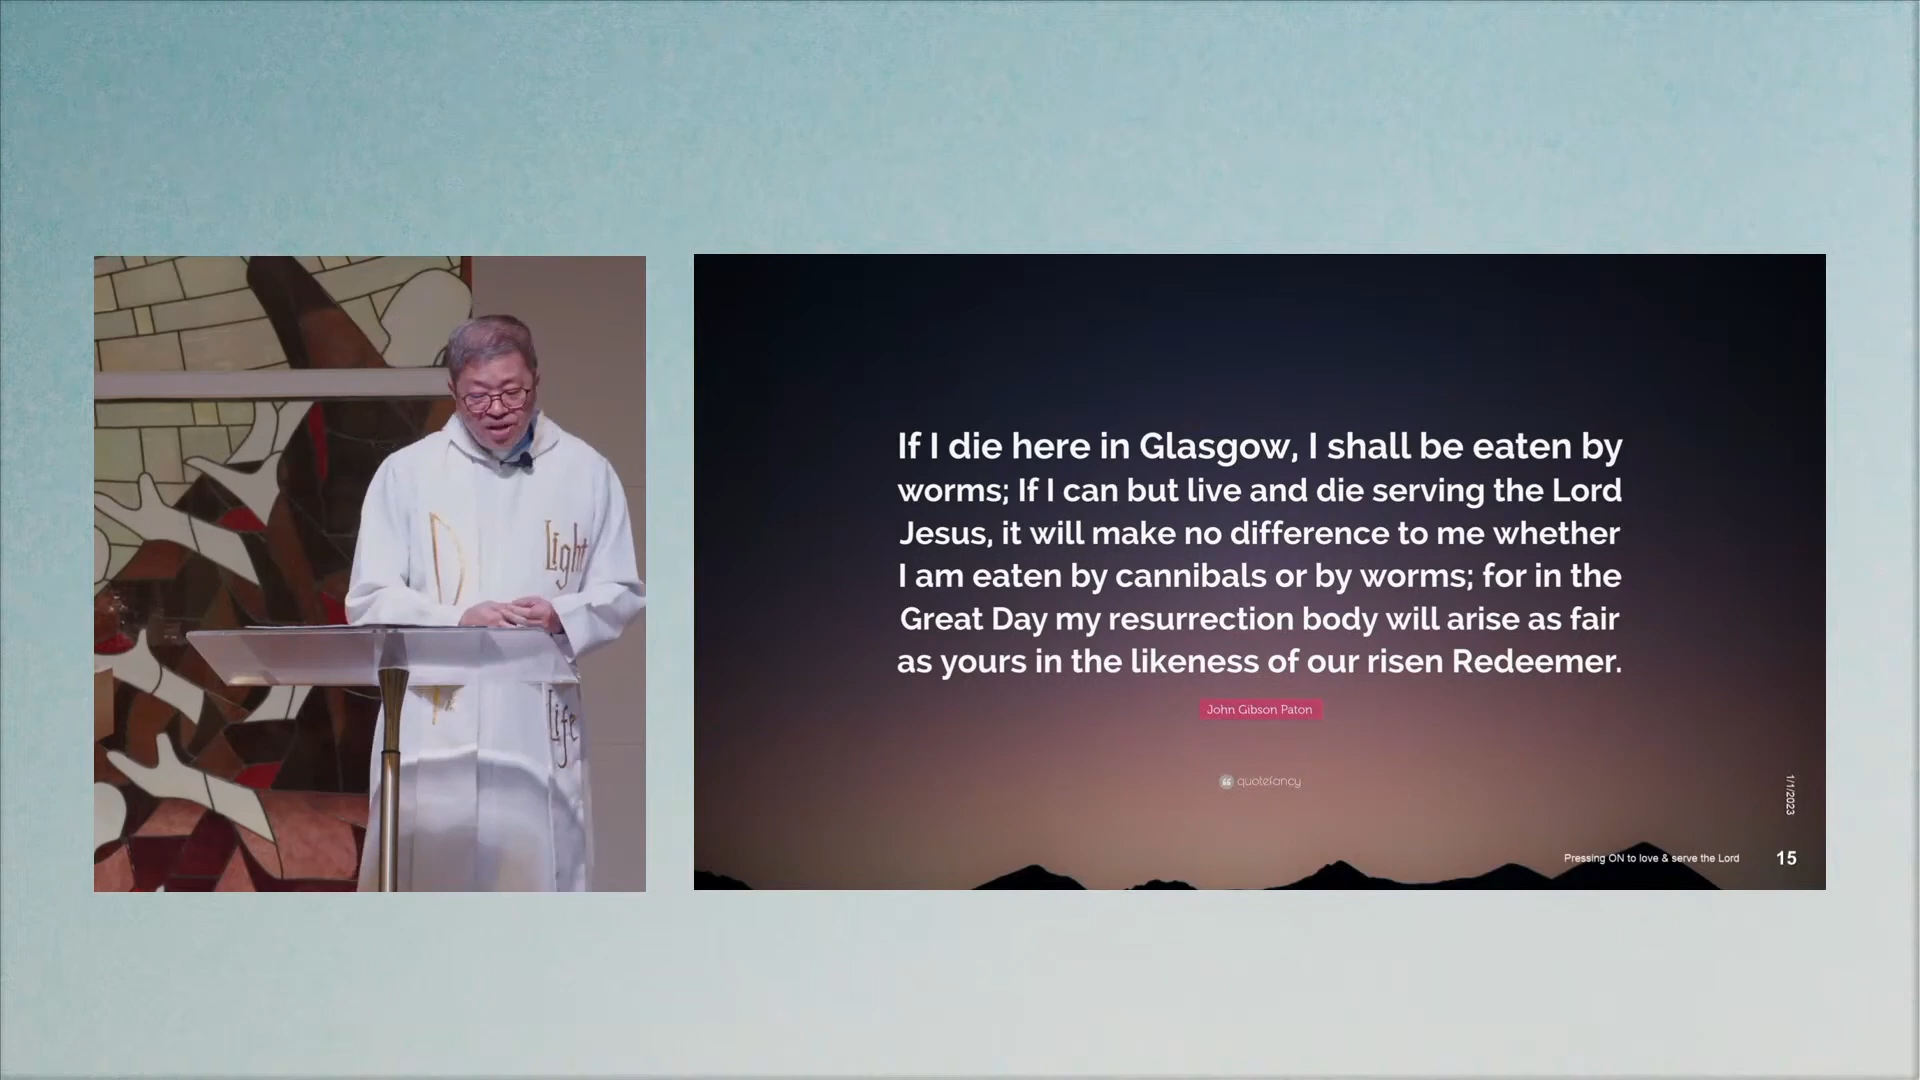 Light
Life
If I die here in Glasgow, I shall be eaten by
worms; If I can but live and die serving the Lord
Jesus, it will make no difference to me whether
I am eaten by cannibals or by worms; for in the
Great Day my resurrection body will arise as fair
as yours in the likeness of our risen Redeemer.
John Gibson Paton
quotefancy
1/1/2023
Pressing ON to love & serve the Lord
15